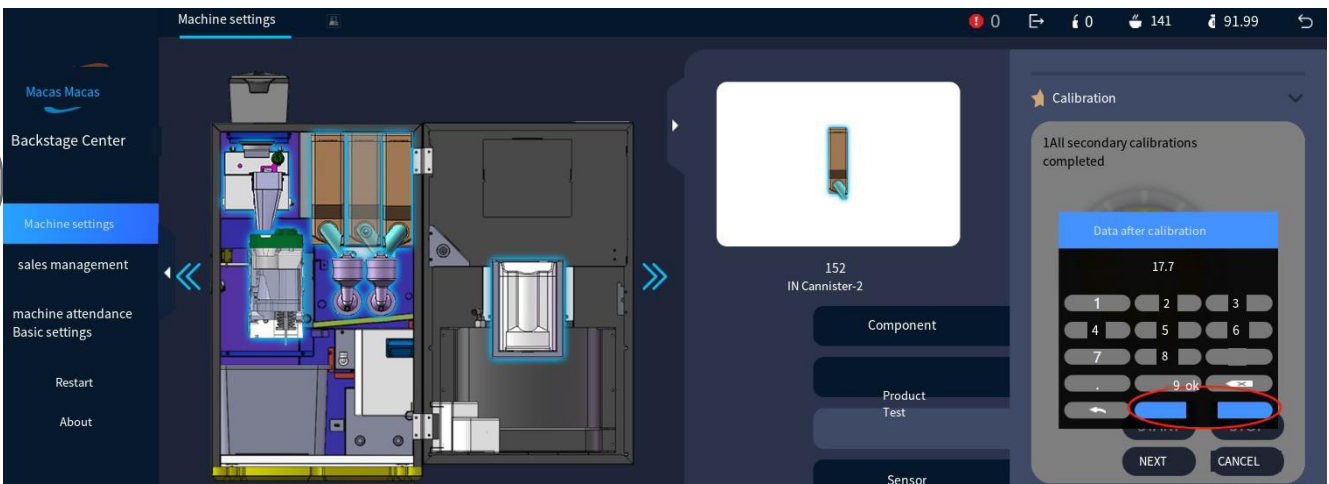 Machine settings
0
0
141
91.99
Macas Macas
Backstage Center
Machine settings
sales management
machine attendance
Basic settings
Restart
About
152
IN Cannister-2
Component
Product
Test
Sensor
Calibration
1All secondary calibrations
completed
Data after calibration
17.7
1 2 3
4 5 6
7 8
. 9 ok
NEXT CANCEL